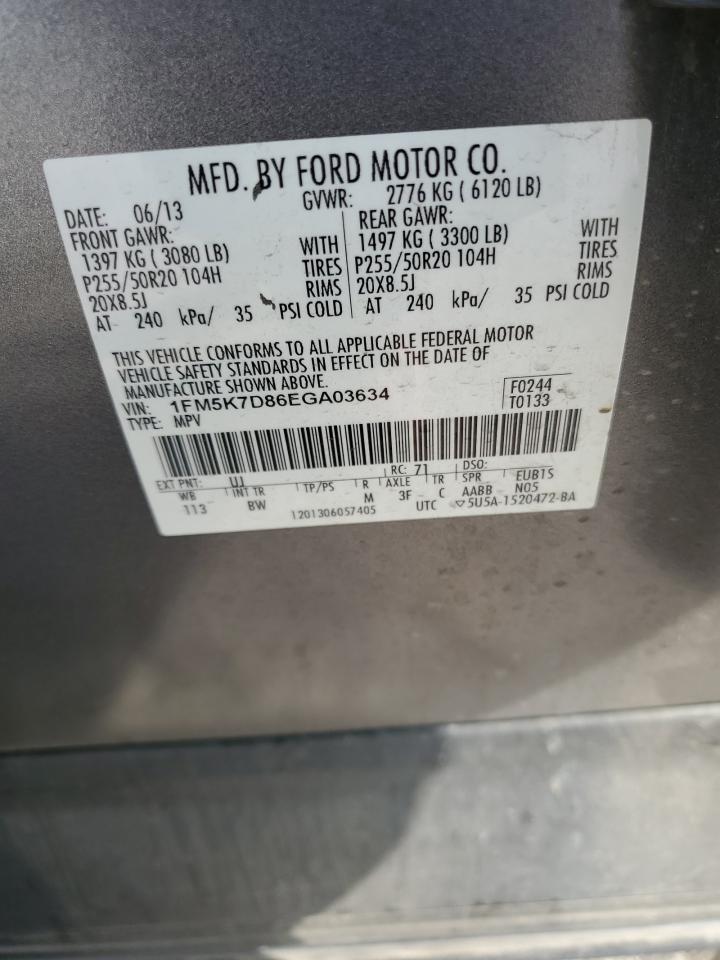 MFD. BY FORD MOTOR CO.
DATE: 06/13 GVWR: 2776 KG ( 6120 LB)
FRONT GAWR: REAR GAWR:
1397 KG ( 3080 LB) WITH 1497 KG ( 3300 LB) WITH
P255/50R20 104H TIRES P255/50R20 104H TIRES
20X8.5J RIMS 20X8.5J RIMS
AT 240 kPa/ 35 PSI COLD AT 240 kPa/ 35 PSI COLD
THIS VEHICLE CONFORMS TO ALL APPLICABLE FEDERAL MOTOR
VEHICLE SAFETY STANDARDS IN EFFECT ON THE DATE OF
MANUFACTURE SHOWN ABOVE.
VIN: 1FM5K7D86EGA03634 F0244
TYPE: MPV T0133
EXT PNT: UJ RC: 71 DSO:
WB INT TR TP/PS R AXLE TR SPR EUB1S
113 BW M 3F C AABB N05
1201306057405 UTC ▽5U5A-1520472-BA